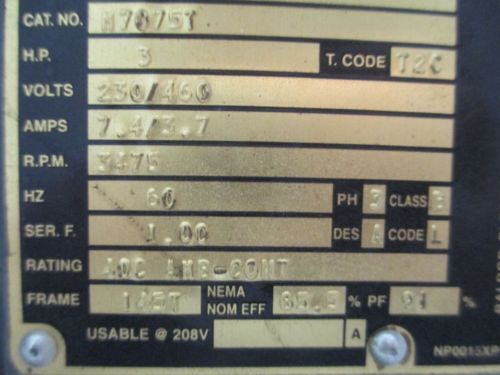 CAT. NO. M7075T
H.P. 3 T. CODE T2C
VOLTS 230/460
AMPS 7.4/3.7
R.P.M. 3475
HZ 60 PH 3 CLASS B
SER. F. 1.00 DES A CODE L
RATING 40C AMB-CONT
FRAME 145T NEMA NOM EFF 85.5 % PF 91 %
USABLE @ 208V A
NP0015XP